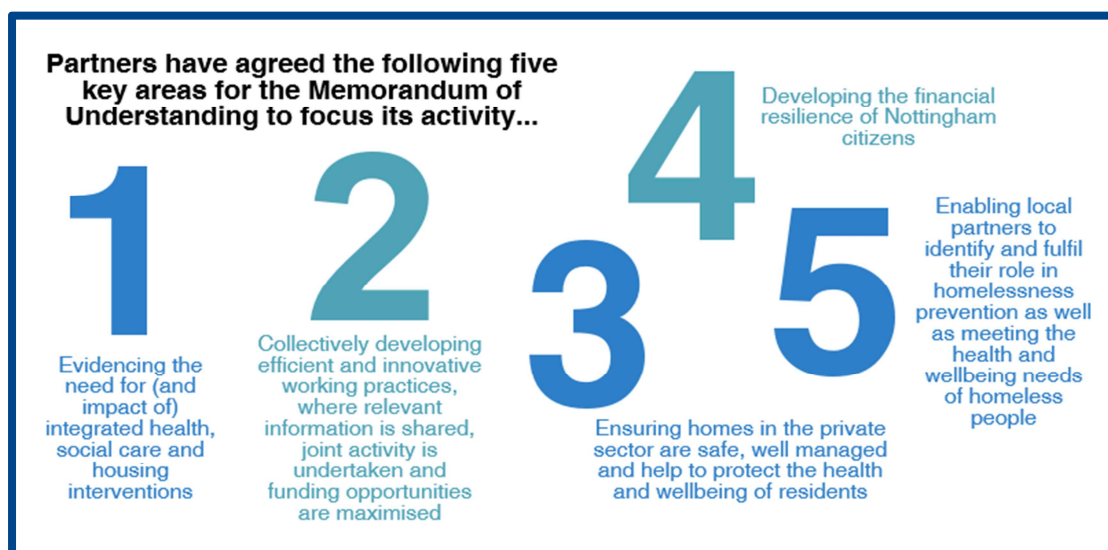 Partners have agreed the following five
key areas for the Memorandum of
Understanding to focus its activity...
1
Evidencing the
need for (and
impact of)
integrated health,
social care and
housing
interventions
2
Collectively developing
efficient and innovative
working practices,
where relevant
information is shared,
joint activity is
undertaken and
funding opportunities
are maximised
3
Ensuring homes in the private
sector are safe, well managed
and help to protect the health
and wellbeing of residents
4
Developing the financial
resilience of Nottingham
citizens
5
Enabling local
partners to
identify and fulfil
their role in
homelessness
prevention as well
as meeting the
health and
wellbeing needs
of homeless
people